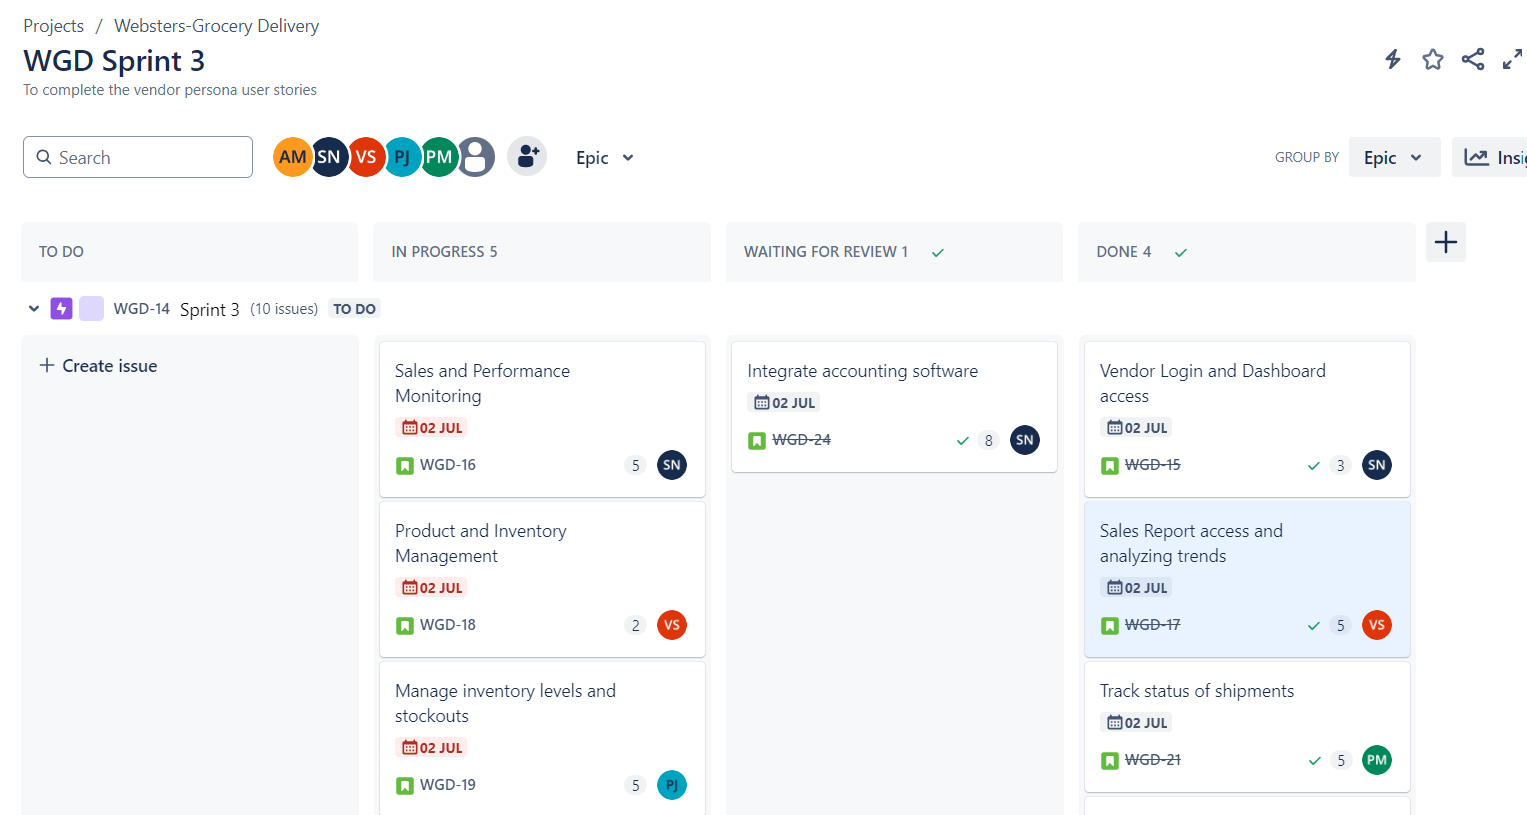 Projects / Websters-Grocery Delivery
WGD Sprint 3
To complete the vendor persona user stories
Search
AM SN VS PJ PM
Epic
GROUP BY
Epic
TO DO
IN PROGRESS 5
WAITING FOR REVIEW 1
DONE 4
WGD-14 Sprint 3 (10 issues) TO DO
+ Create issue
Sales and Performance
Monitoring
02 JUL
WGD-16 5 SN
Product and Inventory
Management
02 JUL
WGD-18 2 VS
Manage inventory levels and
stockouts
02 JUL
WGD-19 5 PJ
Integrate accounting software
02 JUL
WGD-24 8 SN
Vendor Login and Dashboard
access
02 JUL
WGD-15 3 SN
Sales Report access and
analyzing trends
02 JUL
WGD-17 5 VS
Track status of shipments
02 JUL
WGD-21 5 PM